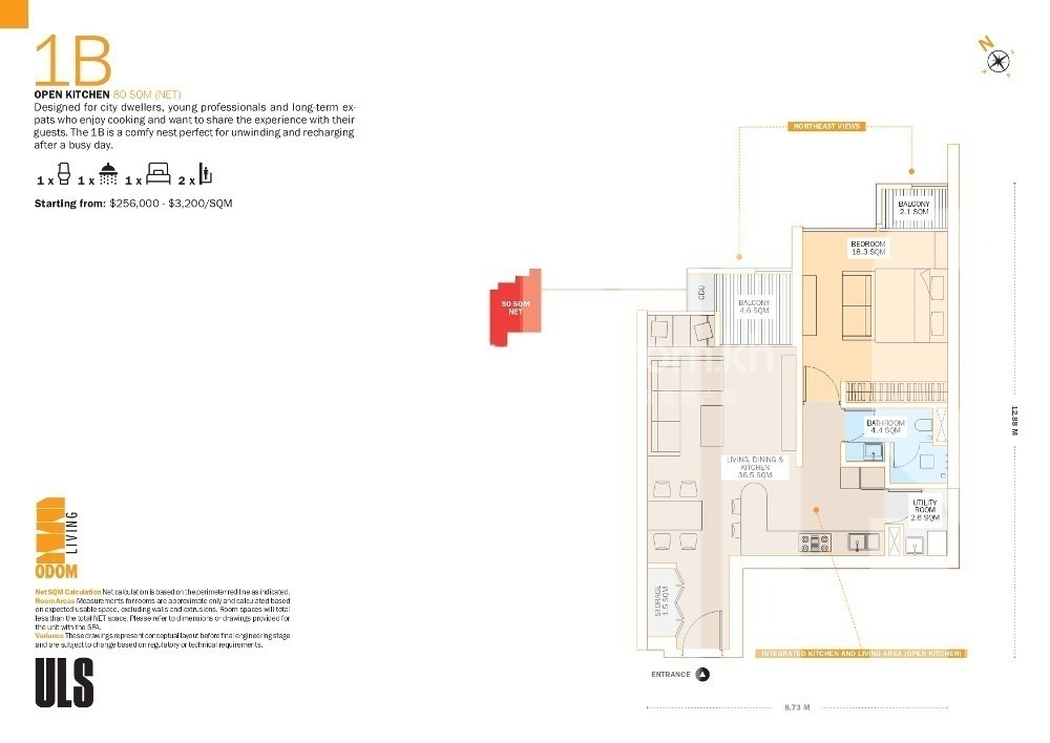 1B
OPEN KITCHEN 80 SQM (NET)
Designed for city dwellers, young professionals and long-term ex-
pats who enjoy cooking and want to share the experience with their
guests. The 1B is a comfy nest perfect for unwinding and recharging
after a busy day.
1 x 1 x 1 x 2 x
Starting from: $256,000 - $3,200/SQM
N
NORTHEAST VIEWS
BALCONY
2.1 SQM
BEDROOM
18.3 SQM
CDU
BALCONY
4.6 SQM
80 SQM
NET
12.88 M
BATHROOM
4.4 SQM
LIVING, DINING &
KITCHEN
36.5 SQM
UTILITY
ROOM
2.6 SQM
STORAGE
1.5 SQM
INTEGRATED KITCHEN AND LIVING AREA (OPEN KITCHEN)
ENTRANCE
8.73 M
LIVING
ODOM
Net SQM Calculation Net calculation is based on the perimeter red line as indicated.
Room Areas Measurements for rooms are approximate only and calculated based
on expected usable space, excluding walls and extrusions. Room spaces will total
less than the total NET space. Please refer to dimensions or drawings provided for
the unit with the SPA.
Variance These drawings represent conceptual layout before final engineering stage
and are subject to change based on regulatory or technical requirements.
ULS